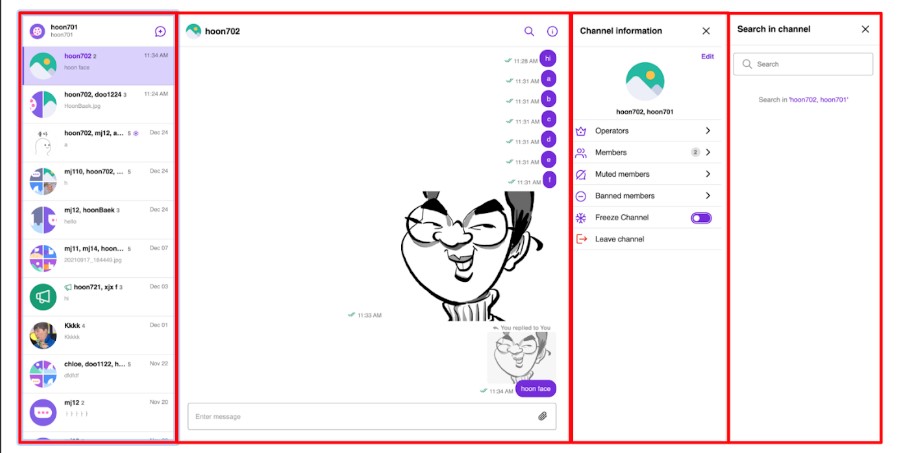 hoon701
hoon701
hoon702 2
11:34 AM
hoon face
hoon702, doo1224 3
11:24 AM
HoonBaek.jpg
hoon702, mj12, a... 5
Dec 24
a
mj110, hoon702, ... 5
Dec 24
h
mj12, hoonBaek 3
Dec 24
hello
mj11, mj14, hoon... 5
Dec 07
20210917_164440.jpg
hoon721, xjx f 3
Dec 03
hi
Kkkk 4
Dec 01
Kkkkk
chloe, doo1122, h... 5
Nov 20
dfdfdf
mj12 2
Nov 20
hoon702
11:26 AM hi
11:31 AM a
11:31 AM b
11:31 AM c
11:31 AM d
11:31 AM e
11:31 AM f
11:33 AM
You replied to You
11:34 AM hoon face
Enter message
Channel information
Edit
hoon702, hoon701
Operators
Members 2
Muted members
Banned members
Freeze Channel
Leave channel
Search in channel
Search
Search in 'hoon702, hoon701'